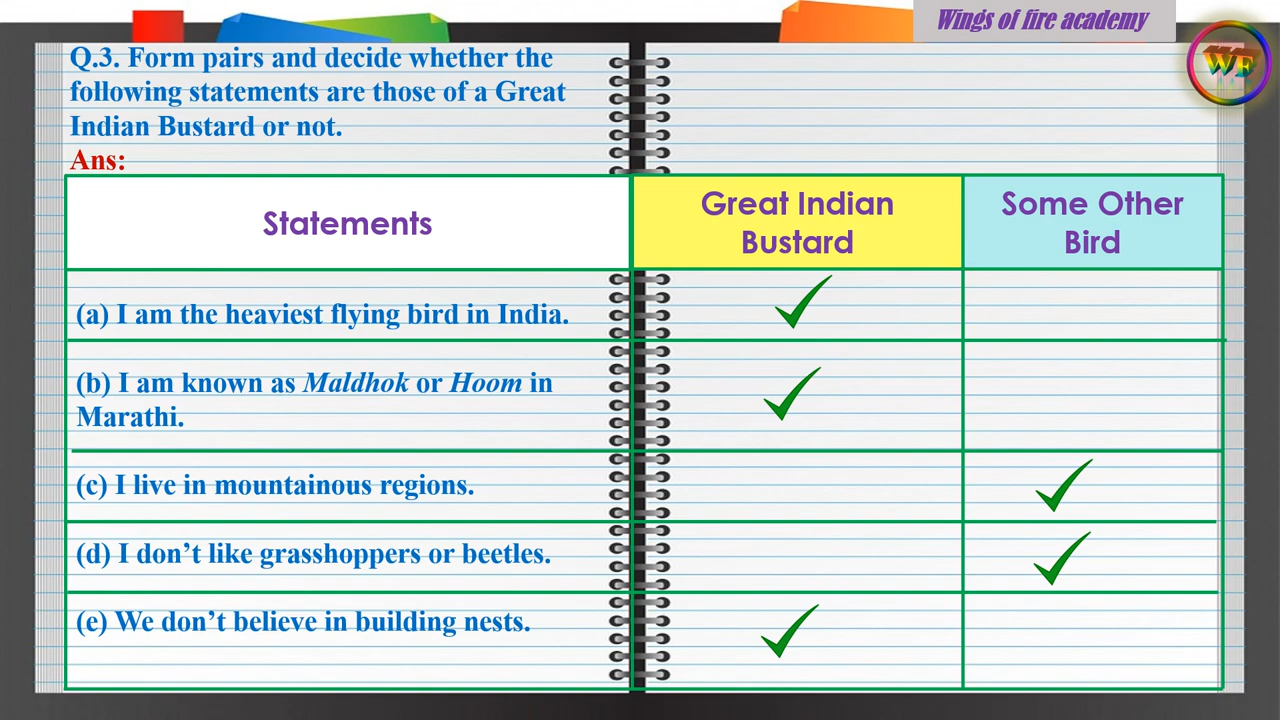 Wings of fire academy
WF
Q.3. Form pairs and decide whether the
following statements are those of a Great
Indian Bustard or not.
Ans:
Statements
Great Indian
Bustard
Some Other
Bird
(a) I am the heaviest flying bird in India.
(b) I am known as Maldhok or Hoom in
Marathi.
(c) I live in mountainous regions.
(d) I don’t like grasshoppers or beetles.
(e) We don’t believe in building nests.